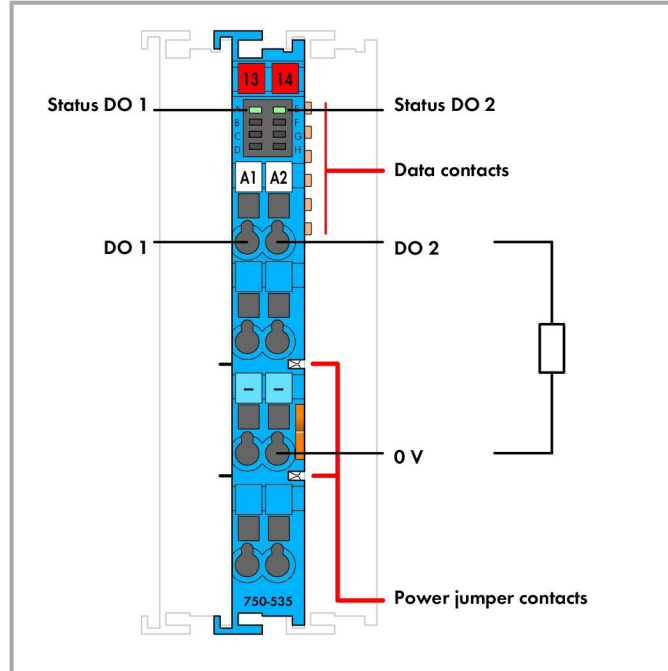 13 14
Status DO 1
Status DO 2
A E
B F
C G
D H
Data contacts
A1 A2
DO 1
DO 2
– –
0 V
Power jumper contacts
750-535